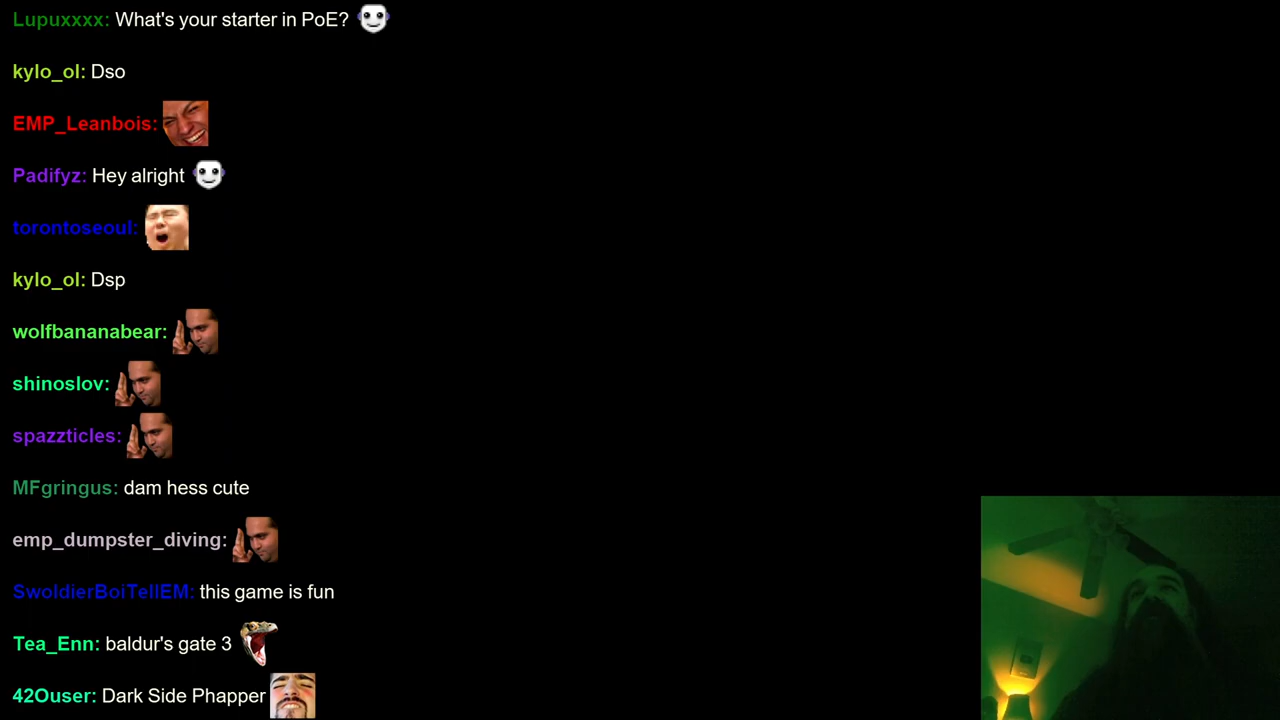 Lupuxxxx: What's your starter in PoE?
kylo_ol: Dso
EMP_Leanbois:
Padifyz: Hey alright
torontoseoul:
kylo_ol: Dsp
wolfbananabear:
shinoslov:
spazzticles:
MFgringus: dam hess cute
emp_dumpster_diving:
SwoldierBoiTellEM: this game is fun
Tea_Enn: baldur's gate 3
42Ouser: Dark Side Phapper